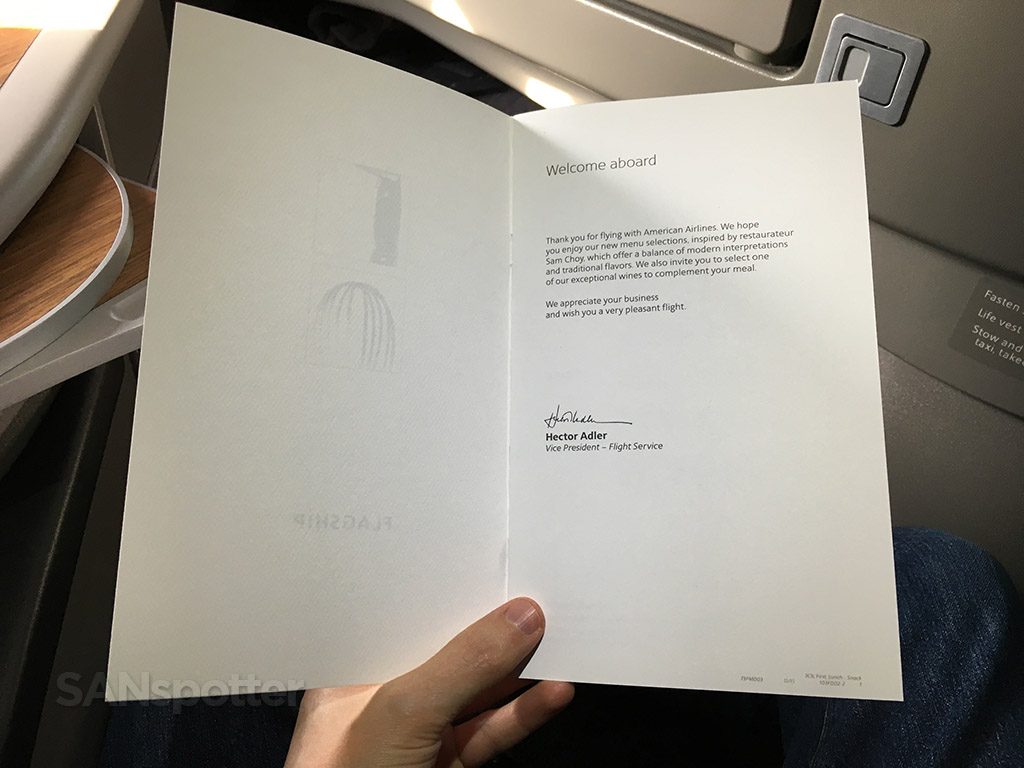 Welcome aboard
Thank you for flying with American Airlines. We hope
you enjoy our new menu selections, inspired by restaurateur
Sam Choy, which offer a balance of modern interpretations
and traditional flavors. We also invite you to select one
of our exceptional wines to complement your meal.
We appreciate your business
and wish you a very pleasant flight.
Hector Adler
Vice President – Flight Service
FLAGSHIP
Fasten
Life vest
Stow and
taxi, take
SANspotter